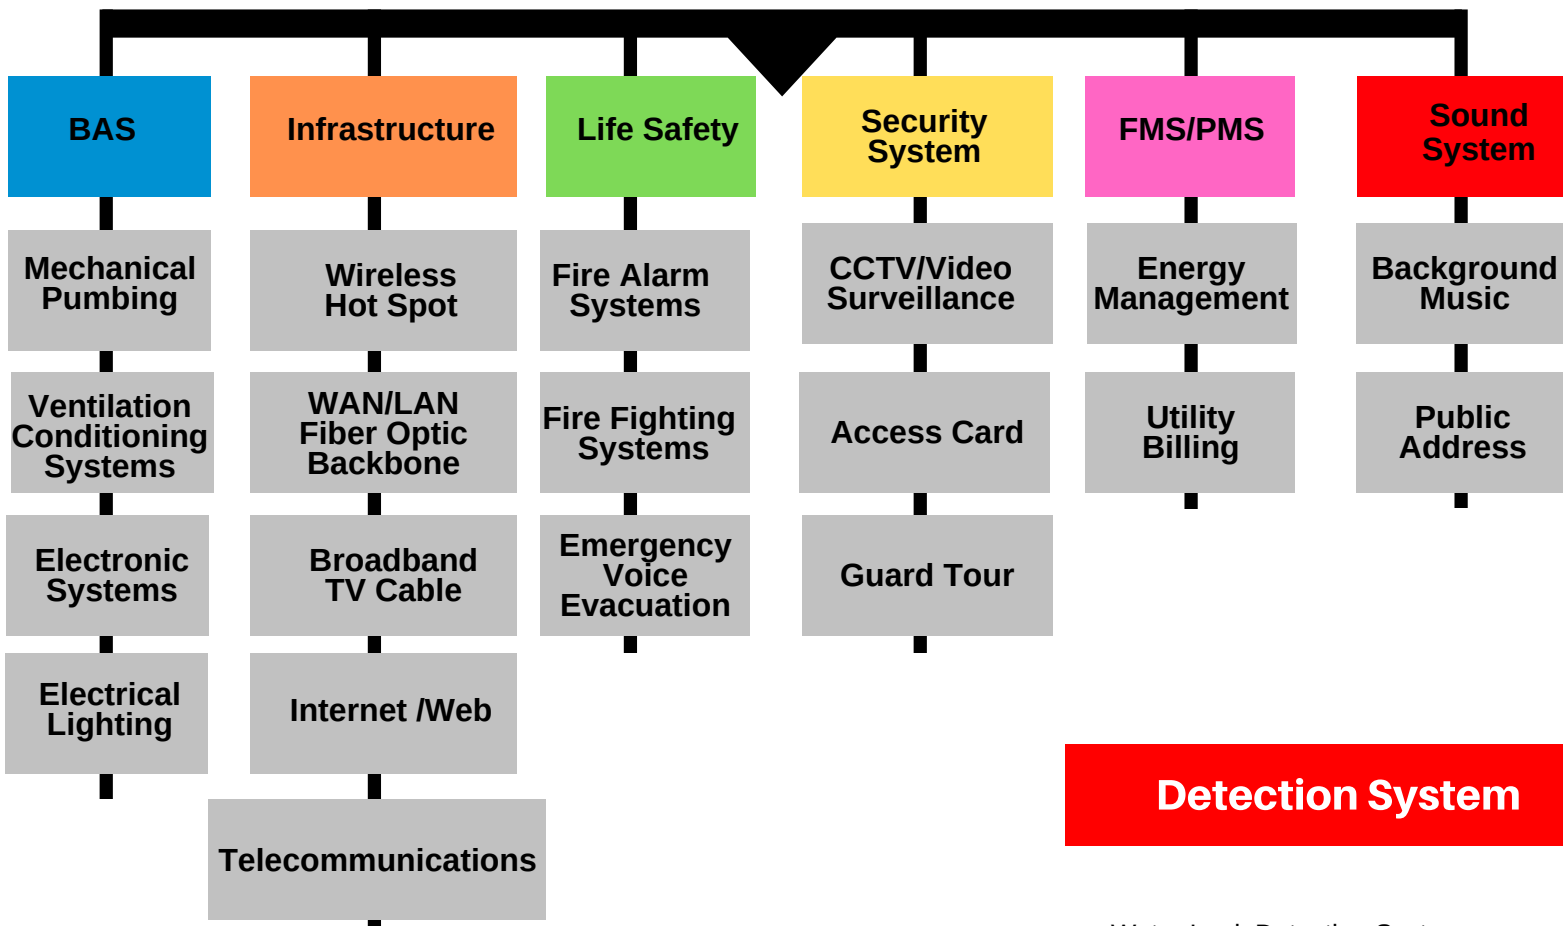 BAS
Infrastructure
Life Safety
Security
System
FMS/PMS
Sound
System
Mechanical
Pumbing
Wireless
Hot Spot
Fire Alarm
Systems
CCTV/Video
Surveillance
Energy
Management
Background
Music
Ventilation
Conditioning
Systems
WAN/LAN
Fiber Optic
Backbone
Fire Fighting
Systems
Access Card
Utility
Billing
Public
Address
Electronic
Systems
Broadband
TV Cable
Emergency
Voice
Evacuation
Guard Tour
Electrical
Lighting
Internet /Web
Detection System
Telecommunications